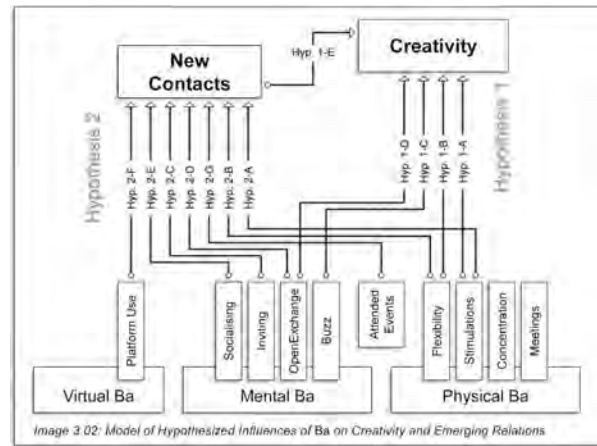 Creativity
New
Contacts
Hyp. 1-E
Hypothesis 2
Hyp. 2-F
Hyp. 2-E
Hyp. 2-C
Hyp. 2-D
Hyp. 2-G
Hyp. 2-B
Hyp. 2-A
Hyp. 1-D
Hyp. 1-C
Hyp. 1-B
Hyp. 1-A
Hypothesis 1
Platform Use
Socialising
Inviting
OpenExchange
Buzz
Attended
Events
Flexibility
Stimulations
Concentration
Meetings
Virtual Ba
Mental Ba
Physical Ba
Image 3.02: Model of Hypothesized Influences of Ba on Creativity and Emerging Relations